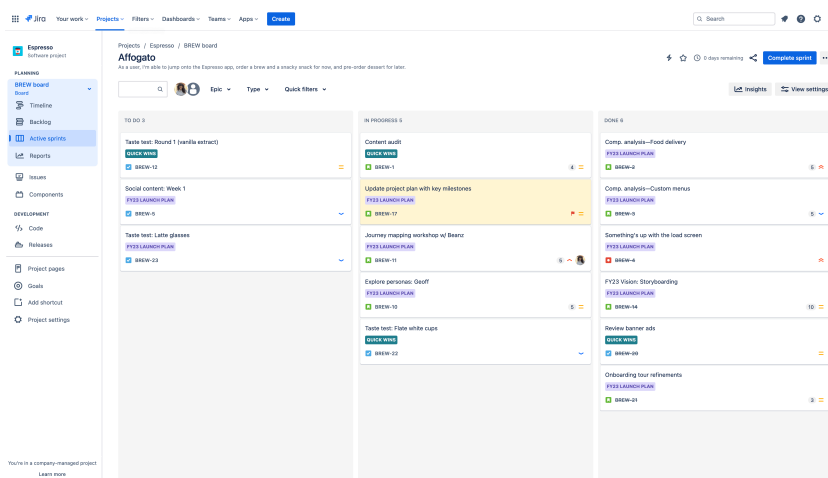 Jira Your work Projects Filters Dashboards Teams Apps Create Search
Espresso
Software project
PLANNING
BREW board
Board
Timeline
Backlog
Active sprints
Reports
Issues
Components
DEVELOPMENT
Code
Releases
Project pages
Goals
Add shortcut
Project settings
You're in a company-managed project
Learn more
Projects / Espresso / BREW board
Affogato
As a user, I'm able to jump onto the Espresso app, order a brew and a snacky snack for now, and pre-order dessert for later.
0 days remaining Complete sprint
Epic Type Quick filters Insights View settings
TO DO 3
Taste test: Round 1 (vanilla extract)
QUICK WINS
BREW-12
Social content: Week 1
FY23 LAUNCH PLAN
BREW-5
Taste test: Latte glasses
FY23 LAUNCH PLAN
BREW-23
IN PROGRESS 5
Content audit
QUICK WINS
BREW-1 4
Update project plan with key milestones
FY23 LAUNCH PLAN
BREW-17
Journey mapping workshop w/ Beanz
FY23 LAUNCH PLAN
BREW-11 5
Explore personas: Geoff
FY23 LAUNCH PLAN
BREW-10 5
Taste test: Flate white cups
QUICK WINS
BREW-22
DONE 6
Comp. analysis—Food delivery
FY23 LAUNCH PLAN
Comp. analysis—Custom menus
FY23 LAUNCH PLAN
5
Something's up with the load screen
FY23 LAUNCH PLAN
BREW-4
FY23 Vision: Storyboarding
FY23 LAUNCH PLAN
BREW-14 10
Review banner ads
QUICK WINS
BREW-20
Onboarding tour refinements
FY23 LAUNCH PLAN
BREW-21 3